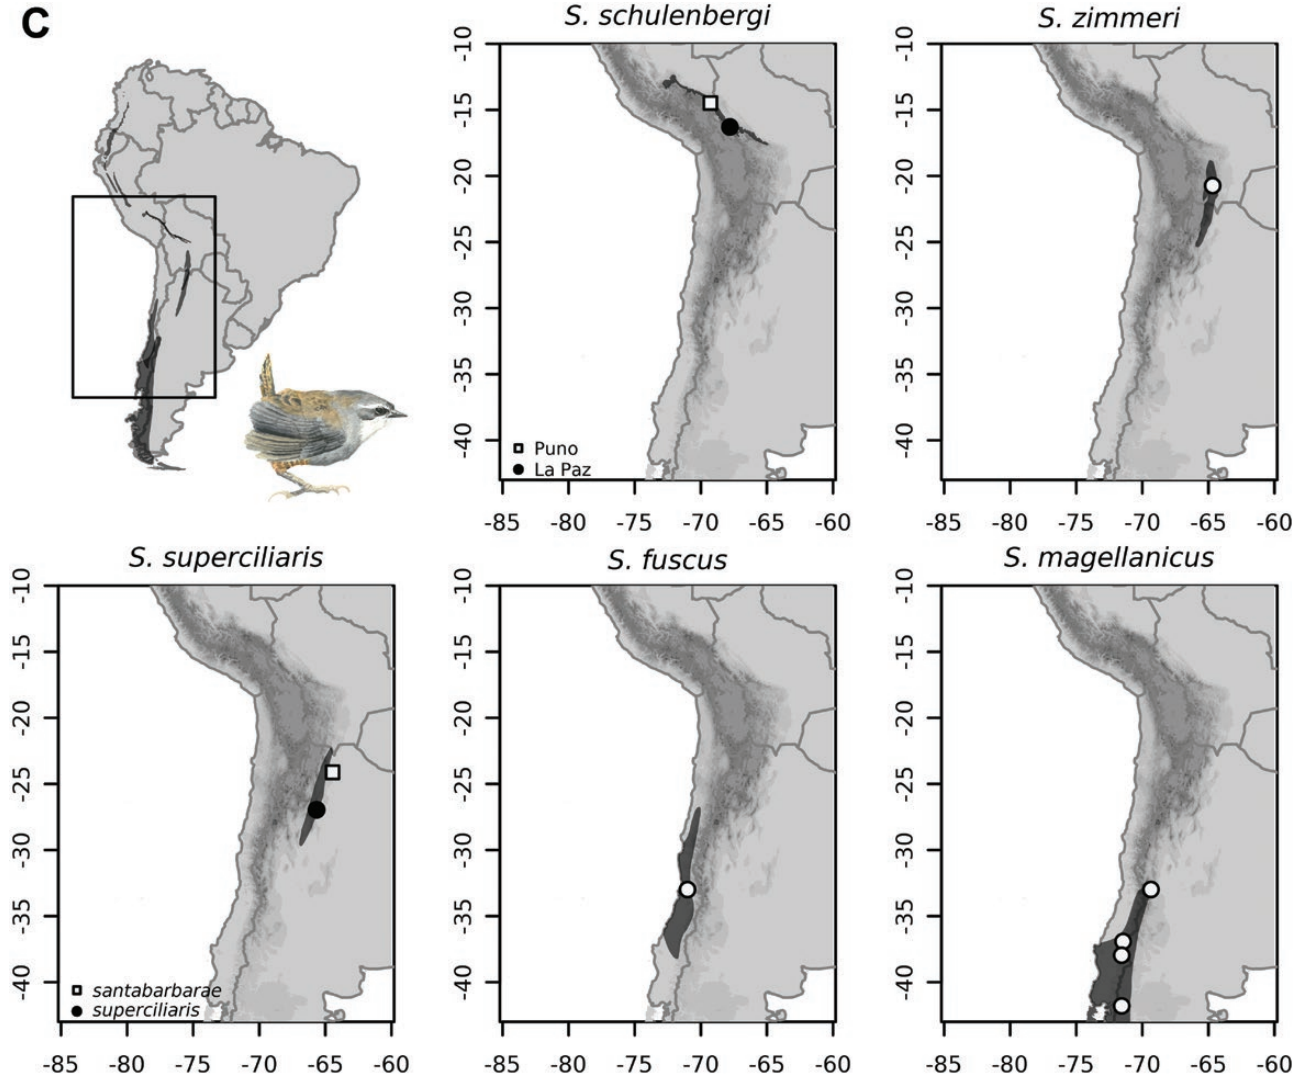 C
S. schulenbergi
-10
-15
-20
-25
-30
-35
-40
Puno
La Paz
-85 -80 -75 -70 -65 -60
S. zimmeri
-10
-15
-20
-25
-30
-35
-40
-85 -80 -75 -70 -65 -60
S. superciliaris
-10
-15
-20
-25
-30
-35
-40
santabarbarae
superciliaris
-85 -80 -75 -70 -65 -60
S. fuscus
-10
-15
-20
-25
-30
-35
-40
-85 -80 -75 -70 -65 -60
S. magellanicus
-10
-15
-20
-25
-30
-35
-40
-85 -80 -75 -70 -65 -60